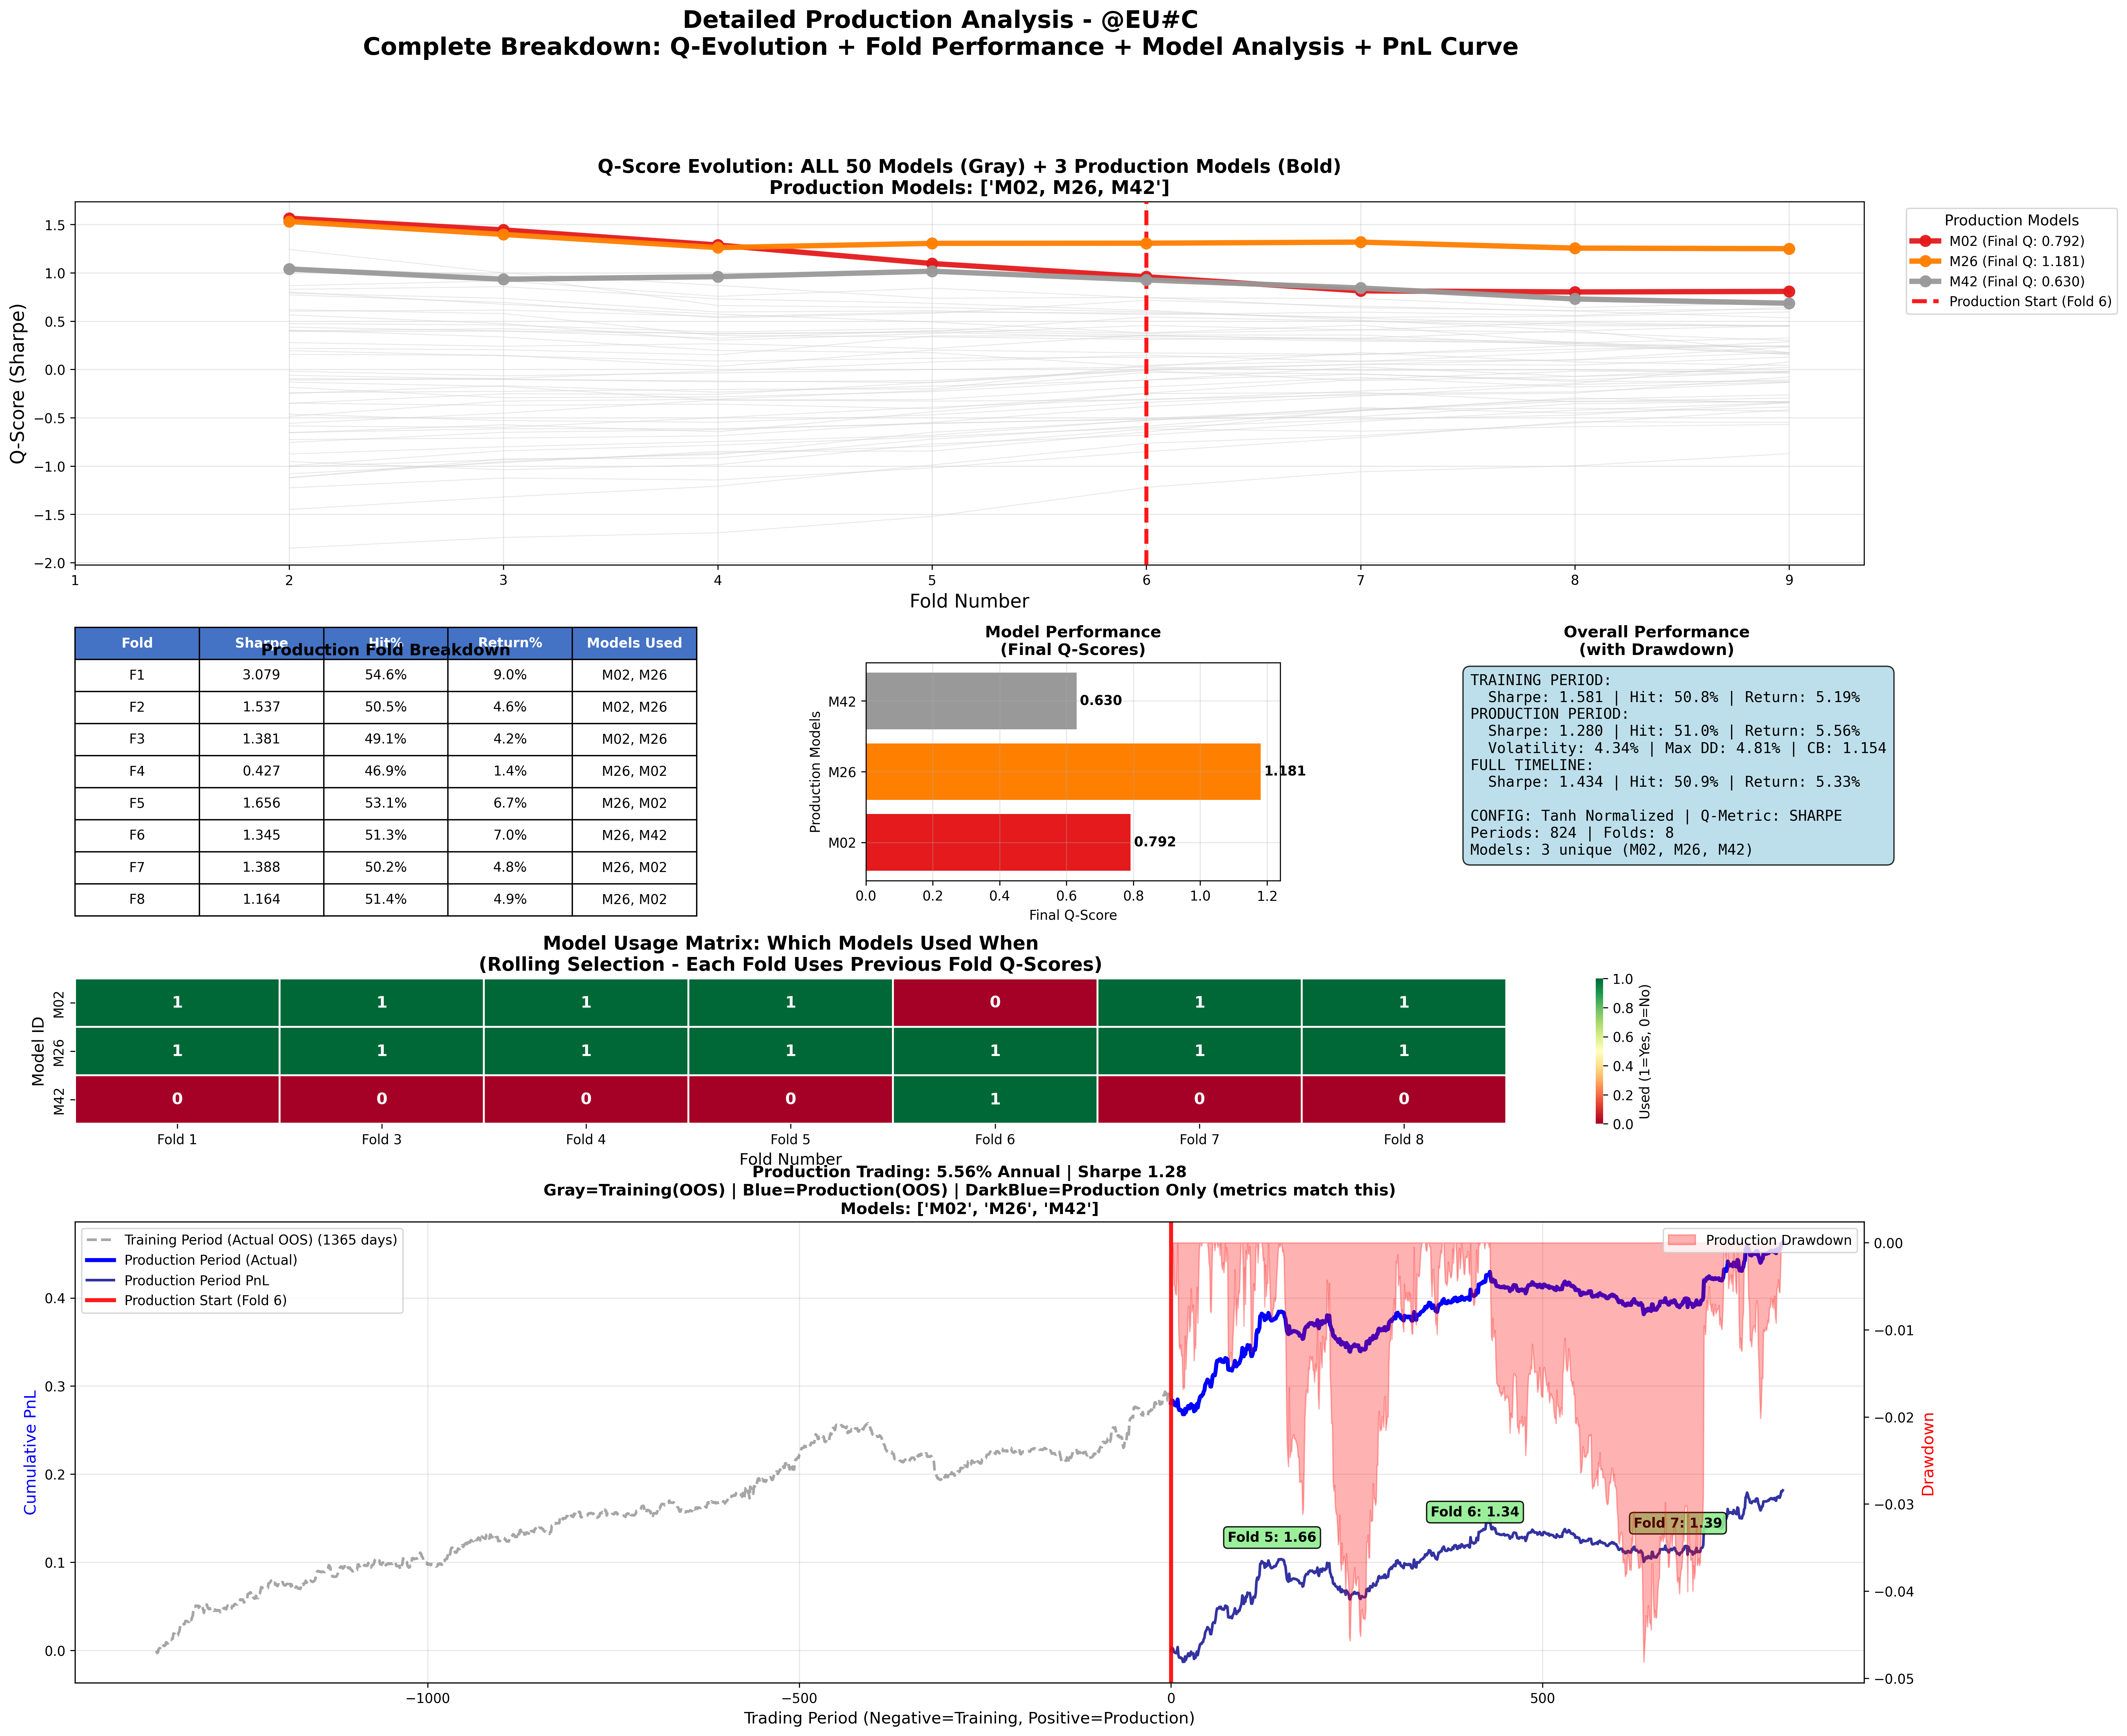 Detailed Production Analysis - @EU#C
Complete Breakdown: Q-Evolution + Fold Performance + Model Analysis + PnL Curve
Q-Score Evolution: ALL 50 Models (Gray) + 3 Production Models (Bold)
Production Models: ['M02, M26, M42']
Q-Score (Sharpe)
1.5
1.0
0.5
0.0
−0.5
−1.0
−1.5
−2.0
1 2 3 4 5 6 7 8 9
Fold Number
Production Models
M02 (Final Q: 0.792)
M26 (Final Q: 1.181)
M42 (Final Q: 0.630)
Production Start (Fold 6)
Production Fold Breakdown
Fold Sharpe Hit% Return% Models Used
F1 3.079 54.6% 9.0% M02, M26
F2 1.537 50.5% 4.6% M02, M26
F3 1.381 49.1% 4.2% M02, M26
F4 0.427 46.9% 1.4% M26, M02
F5 1.656 53.1% 6.7% M26, M02
F6 1.345 51.3% 7.0% M26, M42
F7 1.388 50.2% 4.8% M26, M02
F8 1.164 51.4% 4.9% M26, M02
Model Performance
(Final Q-Scores)
Production Models
M42 0.630
M26 1.181
M02 0.792
0.0 0.2 0.4 0.6 0.8 1.0 1.2
Final Q-Score
Overall Performance
(with Drawdown)
TRAINING PERIOD:
Sharpe: 1.581 | Hit: 50.8% | Return: 5.19%
PRODUCTION PERIOD:
Sharpe: 1.280 | Hit: 51.0% | Return: 5.56%
Volatility: 4.34% | Max DD: 4.81% | CB: 1.154
FULL TIMELINE:
Sharpe: 1.434 | Hit: 50.9% | Return: 5.33%
CONFIG: Tanh Normalized | Q-Metric: SHARPE
Periods: 824 | Folds: 8
Models: 3 unique (M02, M26, M42)
Model Usage Matrix: Which Models Used When
(Rolling Selection - Each Fold Uses Previous Fold Q-Scores)
Model ID
M02 1 1 1 1 0 1 1
M26 1 1 1 1 1 1 1
M42 0 0 0 0 1 0 0
Fold 1 Fold 3 Fold 4 Fold 5 Fold 6 Fold 7 Fold 8
Fold Number
1.0
0.8
0.6
0.4
0.2
0.0
Used (1=Yes, 0=No)
Production Trading: 5.56% Annual | Sharpe 1.28
Gray=Training(OOS) | Blue=Production(OOS) | DarkBlue=Production Only (metrics match this)
Models: ['M02', 'M26', 'M42']
Training Period (Actual OOS) (1365 days)
Production Period (Actual)
Production Period PnL
Production Start (Fold 6)
Production Drawdown
Cumulative PnL
0.4
0.3
0.2
0.1
0.0
Fold 5: 1.66
Fold 6: 1.34
Fold 7: 1.39
0.00
−0.01
−0.02
−0.03
−0.04
−0.05
Drawdown
−1000 −500 0 500
Trading Period (Negative=Training, Positive=Production)